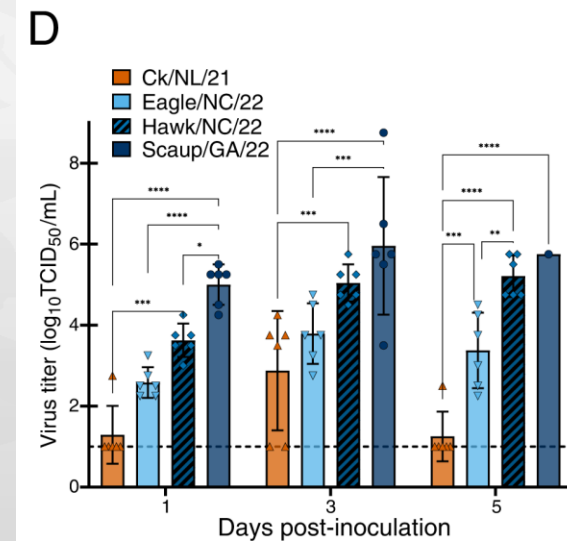 D
Ck/NL/21
Eagle/NC/22
Hawk/NC/22
Scaup/GA/22
Virus titer (log10TCID50/mL)
8
6
4
2
0
****
****
*
***
****
***
***
****
****
***
**
1
3
5
Days post-inoculation